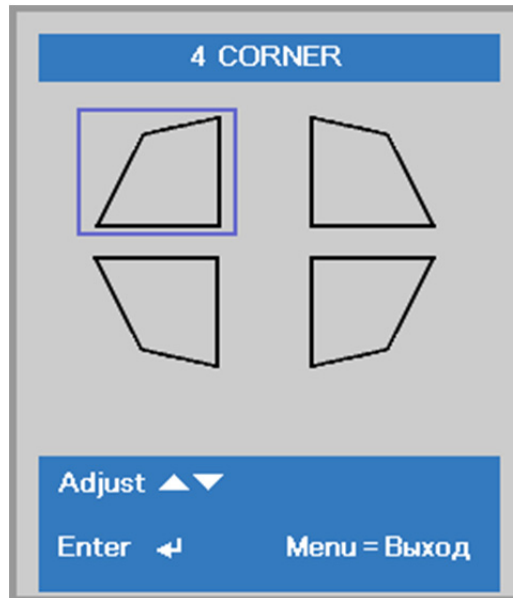 4 CORNER
Adjust ▲▼
Enter ↵
Menu = Выход